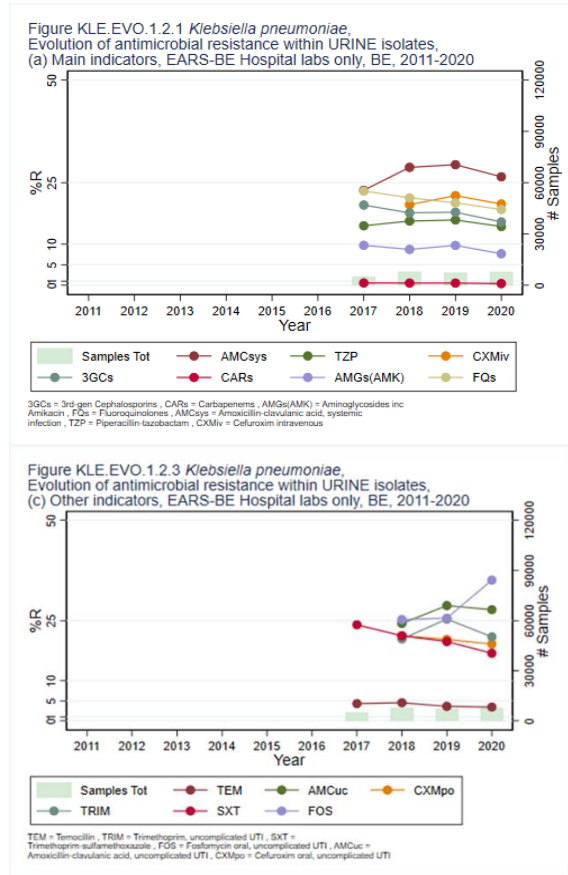 Figure KLE.EVO.1.2.1 Klebsiella pneumoniae,
Evolution of antimicrobial resistance within URINE isolates,
(a) Main indicators, EARS-BE Hospital labs only, BE, 2011-2020
50
25
10
5
1
0
%R
120000
90000
60000
30000
0
# Samples
2011 2012 2013 2014 2015 2016 2017 2018 2019 2020
Year
Samples Tot AMCsys TZP CXMiv
3GCs CARs AMGs(AMK) FQs
3GCs = 3rd-gen Cephalosporins , CARs = Carbapenems , AMGs(AMK) = Aminoglycosides inc
Amikacin , FQs = Fluoroquinolones , AMCsys = Amoxicillin-clavulanic acid, systemic
infection , TZP = Piperacillin-tazobactam , CXMiv = Cefuroxim intravenous
Figure KLE.EVO.1.2.3 Klebsiella pneumoniae,
Evolution of antimicrobial resistance within URINE isolates,
(c) Other indicators, EARS-BE Hospital labs only, BE, 2011-2020
50
25
10
5
1
0
%R
120000
90000
60000
30000
0
# Samples
2011 2012 2013 2014 2015 2016 2017 2018 2019 2020
Year
Samples Tot TEM AMCuc CXMpo
TRIM SXT FOS
TEM = Temocillin , TRIM = Trimethoprim, uncomplicated UTI , SXT =
Trimethoprim-sulfamethoxazole , FOS = Fosfomycin oral, uncomplicated UTI , AMCuc =
Amoxicillin-clavulanic acid, uncomplicated UTI , CXMpo = Cefuroxim oral, uncomplicated UTI